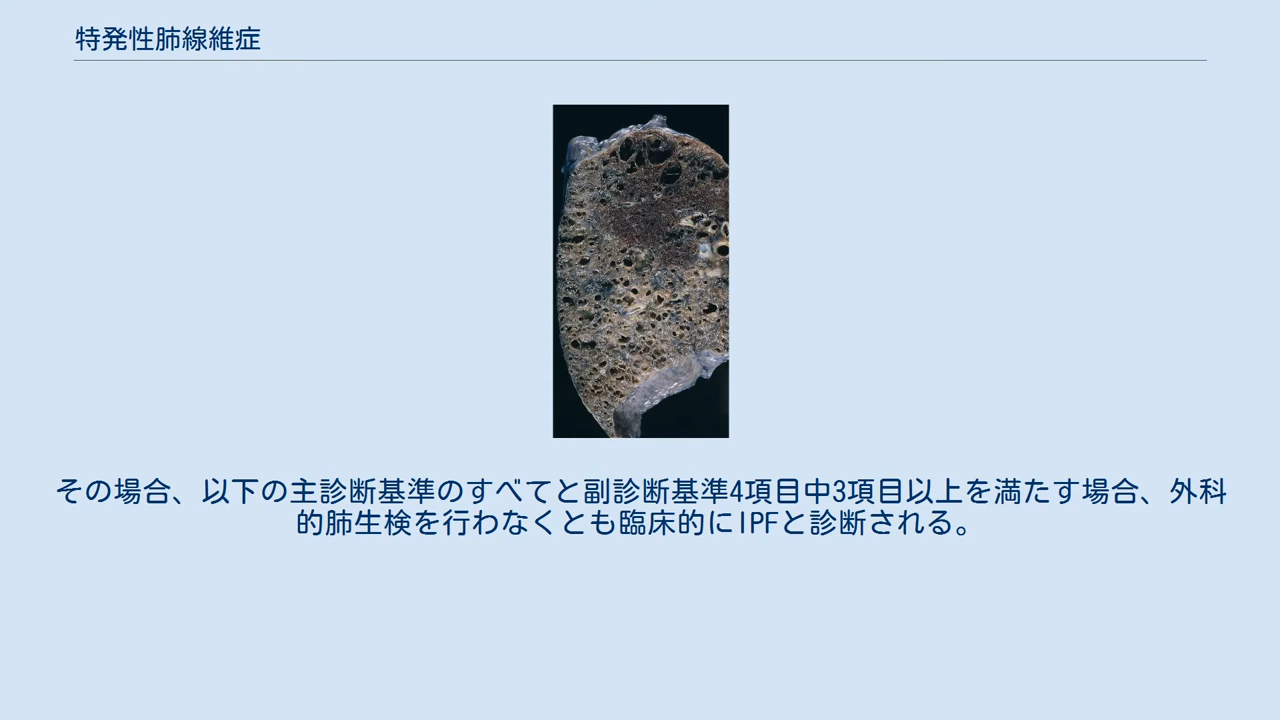 特発性肺線維症
その場合、以下の主診断基準のすべてと副診断基準4項目中3項目以上を満たす場合、外科
的肺生検を行わなくとも臨床的にIPFと診断される。